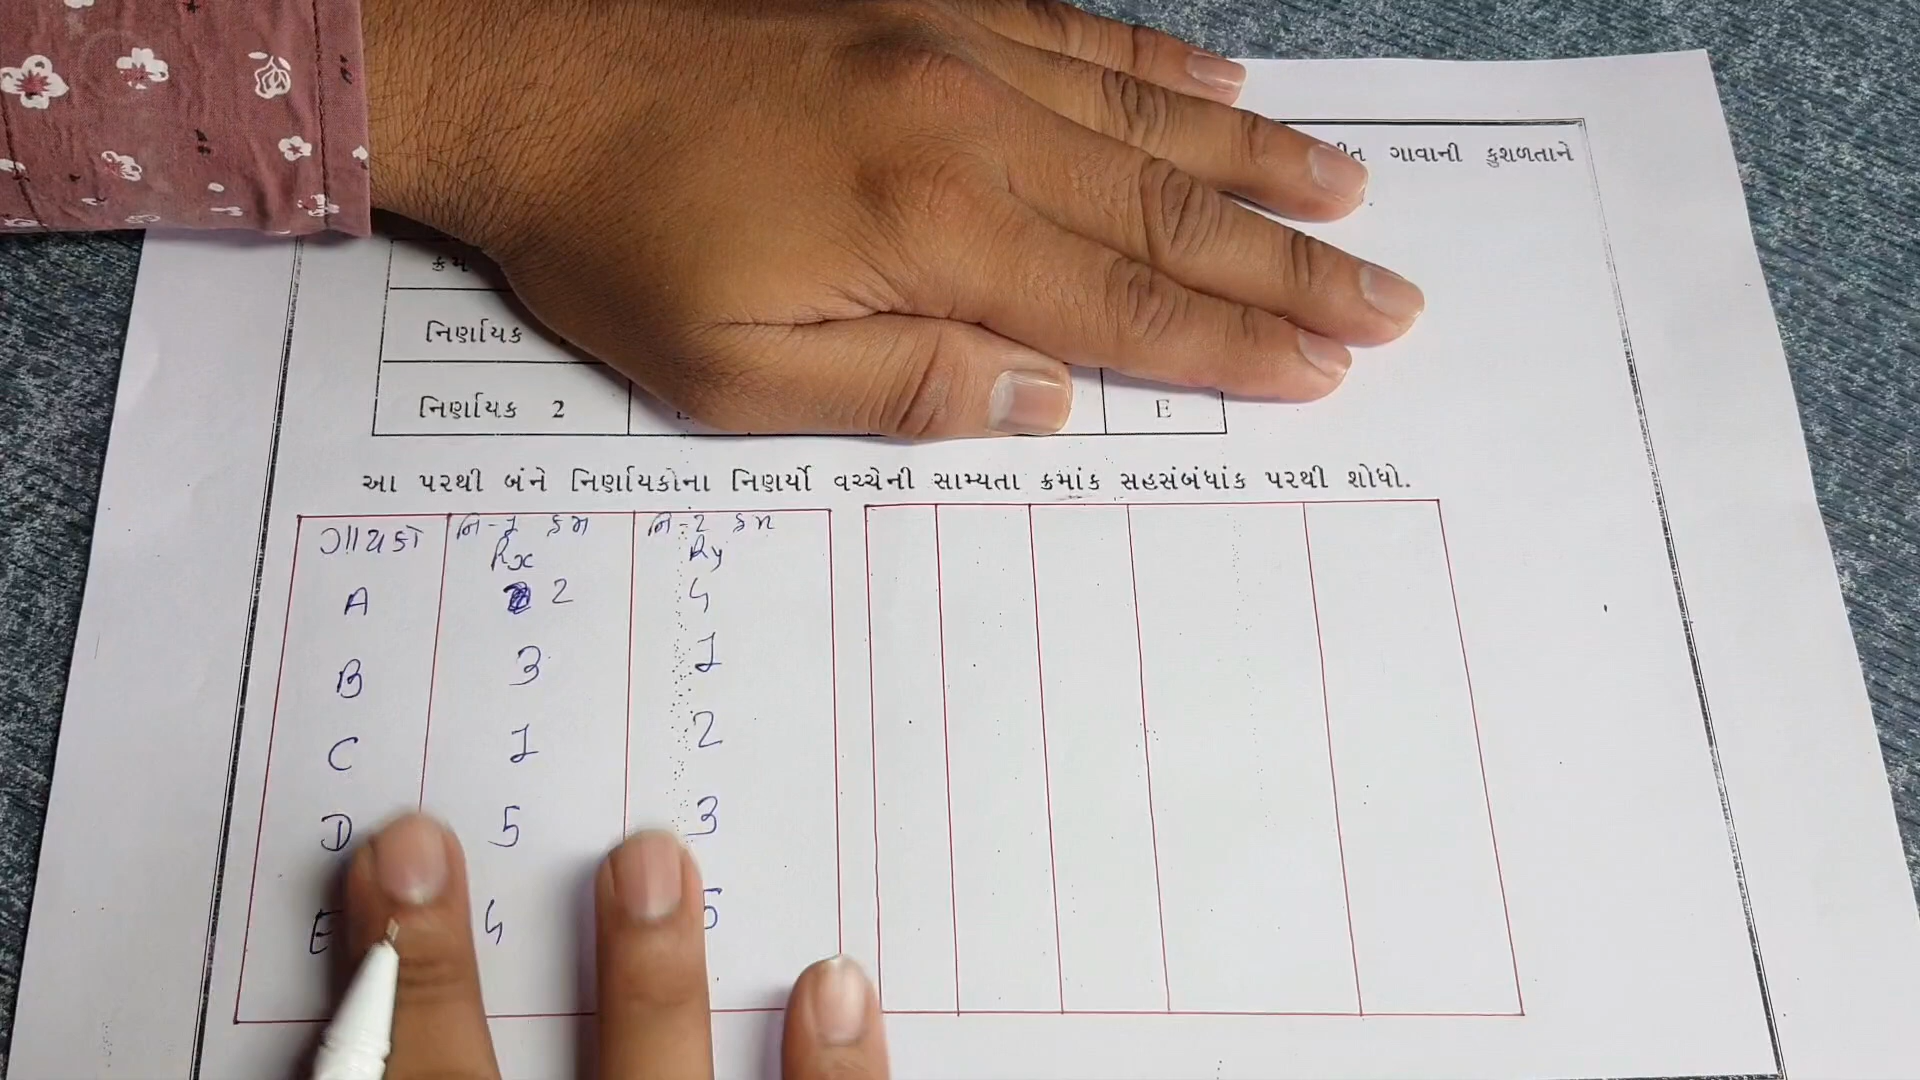 ગાવાની કુશળતાને
ક્રમ
નિર્ણાયક
નિર્ણાયક 2 E
આ પરથી બંને નિર્ણાયકોના નિર્ણયો વચ્ચેની સામ્યતા ક્રમાંક સહસંબંધાંક પરથી શોધો.
ગાયકો નિ-1 ક્રમ નિ-2 ક્રમ
Rx Ry
A 2 4
B 3 1
C 1 2
D 5 3
E 4 5